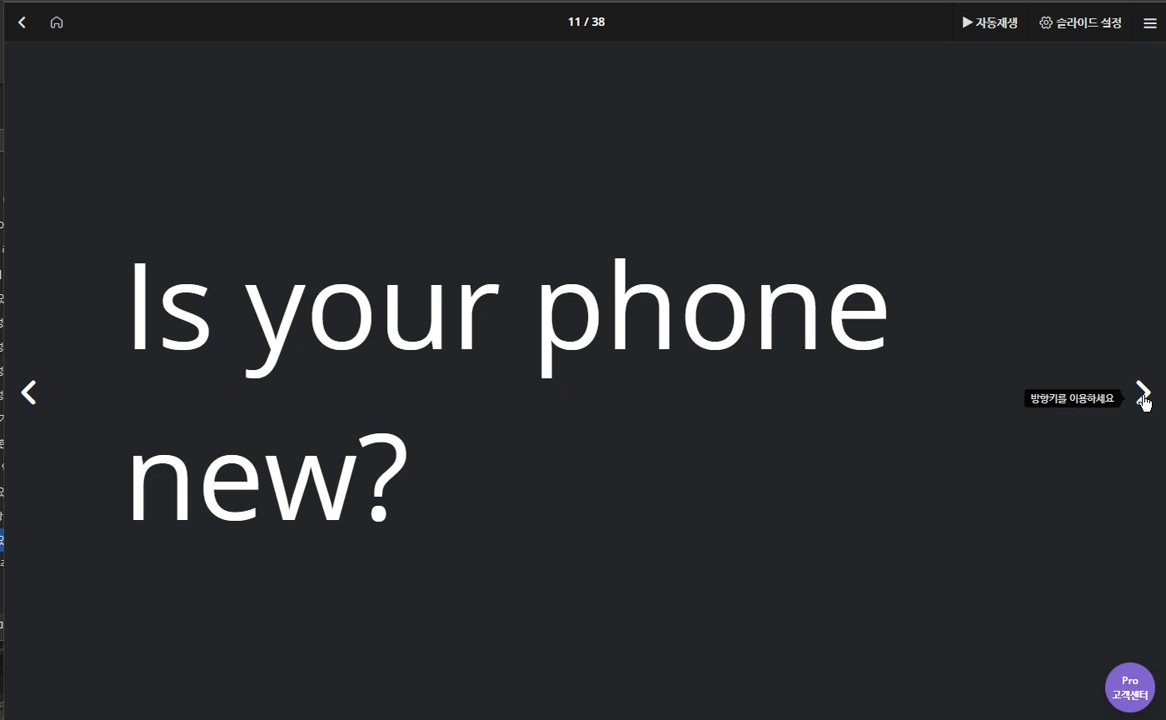 11 / 38
▶ 자동재생
슬라이드 설정
Is your phone
new?
방향키를 이용하세요
Pro
고객센터